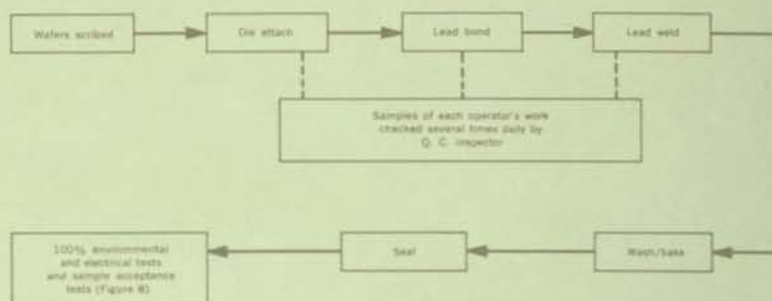 Wafers scribed
Die attach
Lead bond
Lead weld
Samples of each operator's work
checked several times daily by
Q. C. inspector
100% environmental
and electrical tests
and sample acceptance
tests (Figure 8)
Seal
Wash/bake